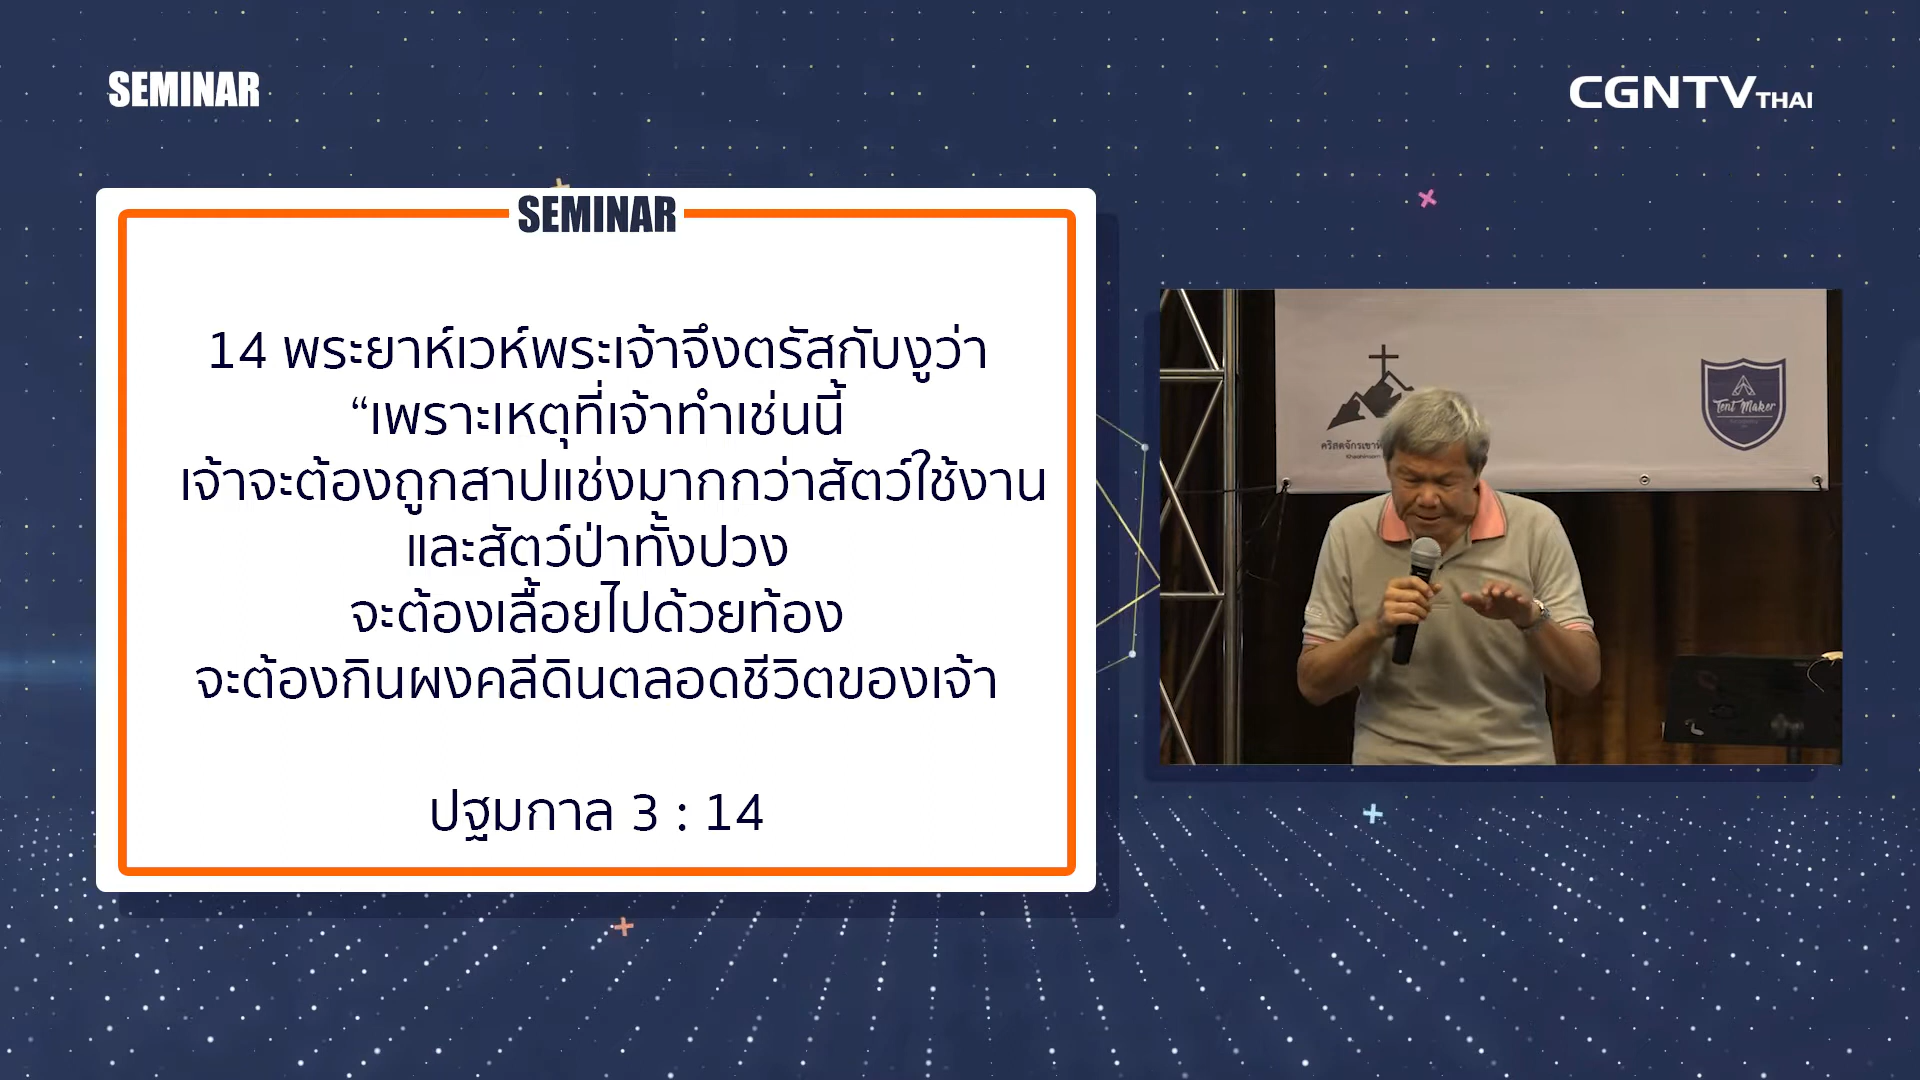 SEMINAR
CGNTV THAI
SEMINAR
14 พระยาห์เวห์พระเจ้าจึงตรัสกับงูว่า
“เพราะเหตุที่เจ้าทำเช่นนี้
เจ้าจะต้องถูกสาปแช่งมากกว่าสัตว์ใช้งาน
และสัตว์ป่าทั้งปวง
จะต้องเลื้อยไปด้วยท้อง
จะต้องกินผงคลีดินตลอดชีวิตของเจ้า
ปฐมกาล 3 : 14
Tent Maker